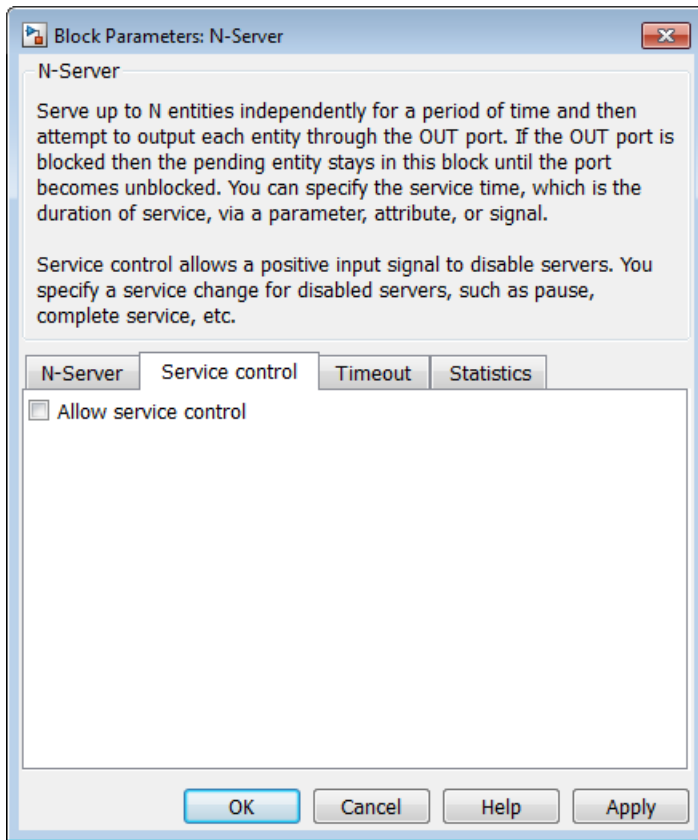 Block Parameters: N-Server
N-Server
Serve up to N entities independently for a period of time and then
attempt to output each entity through the OUT port. If the OUT port is
blocked then the pending entity stays in this block until the port
becomes unblocked. You can specify the service time, which is the
duration of service, via a parameter, attribute, or signal.
Service control allows a positive input signal to disable servers. You
specify a service change for disabled servers, such as pause,
complete service, etc.
N-Server Service control Timeout Statistics
Allow service control
OK Cancel Help Apply